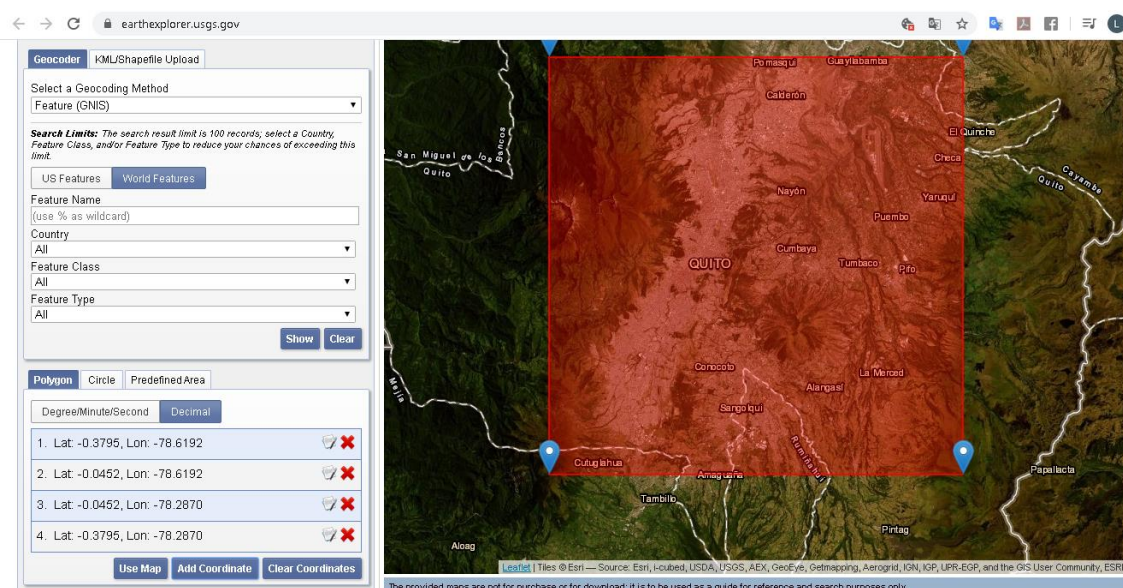 earthexplorer.usgs.gov
Geocoder KML/Shapefile Upload
Select a Geocoding Method
Feature (GNIS)
Search Limits: The search result limit is 100 records; select a Country,
Feature Class, and/or Feature Type to reduce your chances of exceeding this
limit.
US Features World Features
Feature Name
(use % as wildcard)
Country
All
Feature Class
All
Feature Type
All
Show Clear
Polygon Circle Predefined Area
Degree/Minute/Second Decimal
1. Lat: -0.3795, Lon: -78.6192
2. Lat: -0.0452, Lon: -78.6192
3. Lat: -0.0452, Lon: -78.2870
4. Lat: -0.3795, Lon: -78.2870
Use Map Add Coordinate Clear Coordinates
L
Pomasqui Guayllabamba
Calderón
El Quinche
San Miguel de los Bancos
Quito
Checa
Cayambe
Quito
Nayón
Yaruquí
Puembo
Cumbaya
QUITO
Tumbaco Pifo
Conocoto
La Merced
Mejía
Alangasí
Sangolqui
Rumiñahui
Cutuglahua
Amaguaña
Papallacta
Tambillo
Pintag
Aloag
Leaflet | Tiles © Esri — Source: Esri, i-cubed, USDA, USGS, AEX, GeoEye, Getmapping, Aerogrid, IGN, IGP, UPR-EGP, and the GIS User Community, ESRI
The provided maps are not for purchase or for download; it is to be used as a guide for reference and search purposes only.